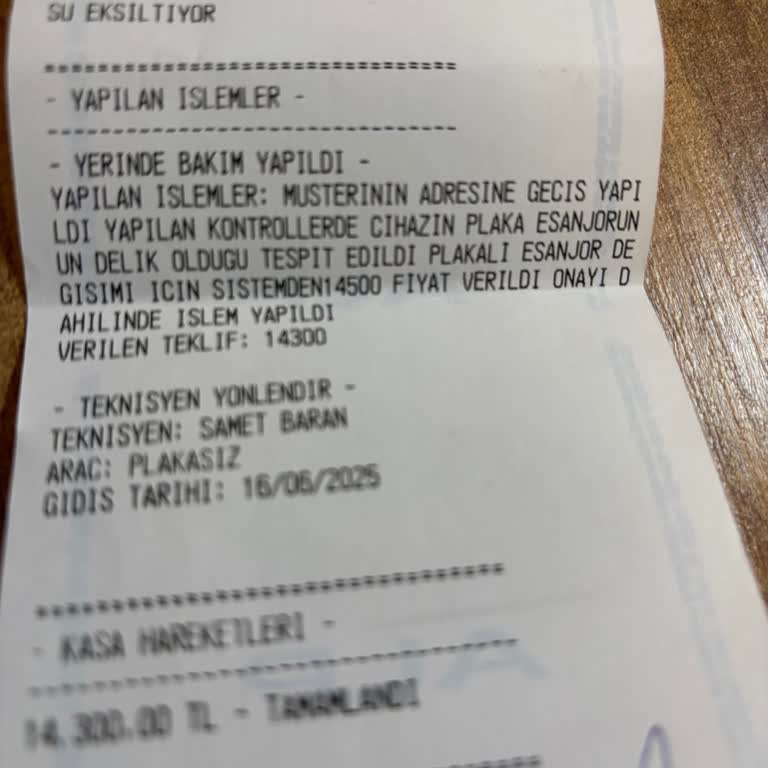 SU EKSILTIYOR
================================
- YAPILAN ISLEMLER -
--------------------------------
- YERINDE BAKIM YAPILDI -
YAPILAN ISLEMLER: MUSTERININ ADRESINE GECIS YAPI
LDI YAPILAN KONTROLLERDE CIHAZIN PLAKA ESANJORUN
UN DELIK OLDUGU TESPIT EDILDI PLAKALI ESANJOR DE
GISIMI ICIN SISTEMDEN14500 FIYAT VERILDI ONAYI D
AHILINDE ISLEM YAPILDI
VERILEN TEKLIF: 14300
- TEKNISYEN YONLENDIR -
TEKNISYEN: SAMET BARAN
ARAC: PLAKASIZ
GIDIS TARIHI: 16/06/2025
================================
- KASA HAREKETLERI -
--------------------------------
14.300.00 TL - TAMAMLANDI